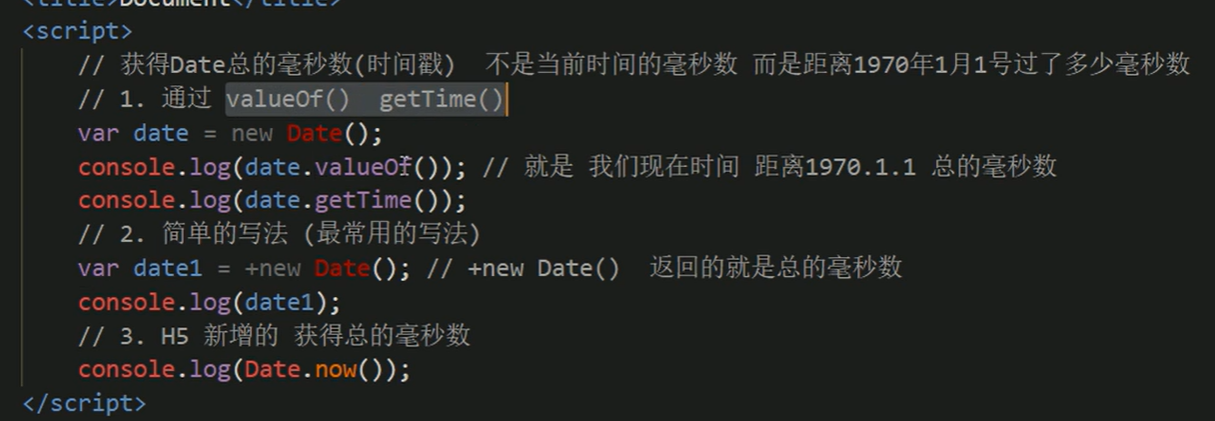 <title>Document</title>
<script>
// 获得Date总的毫秒数(时间戳) 不是当前时间的毫秒数 而是距离1970年1月1号过了多少毫秒数
// 1. 通过 valueOf() getTime()
var date = new Date();
console.log(date.valueOf()); // 就是 我们现在时间 距离1970.1.1 总的毫秒数
console.log(date.getTime());
// 2. 简单的写法 (最常用的写法)
var date1 = +new Date(); // +new Date() 返回的就是总的毫秒数
console.log(date1);
// 3. H5 新增的 获得总的毫秒数
console.log(Date.now());
</script>